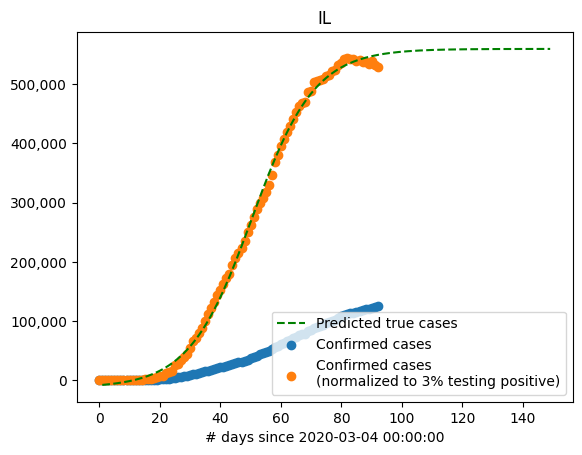 IL
500,000
400,000
300,000
200,000
100,000
0
Predicted true cases
Confirmed cases
Confirmed cases
(normalized to 3% testing positive)
0 20 40 60 80 100 120 140
# days since 2020-03-04 00:00:00